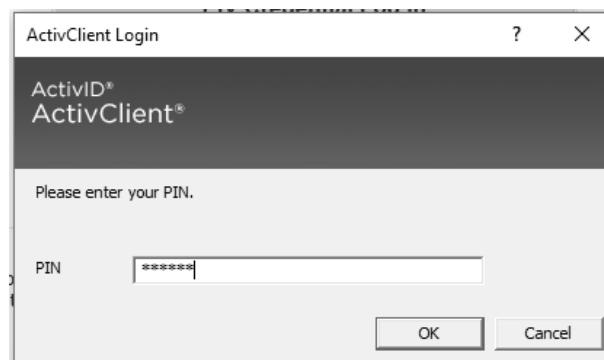 ActivClient Login ?
ActivID®
ActivClient®
Please enter your PIN.
PIN ******
OK Cancel